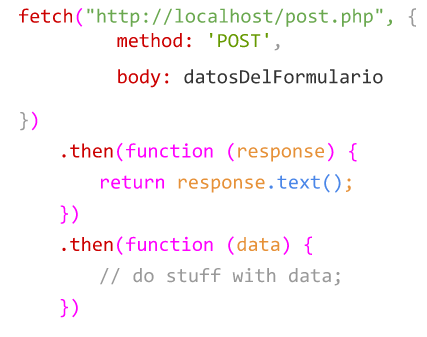 fetch("http://localhost/post.php", {
method: 'POST',
body: datosDelFormulario
})
.then(function (response) {
return response.text();
})
.then(function (data) {
// do stuff with data;
})